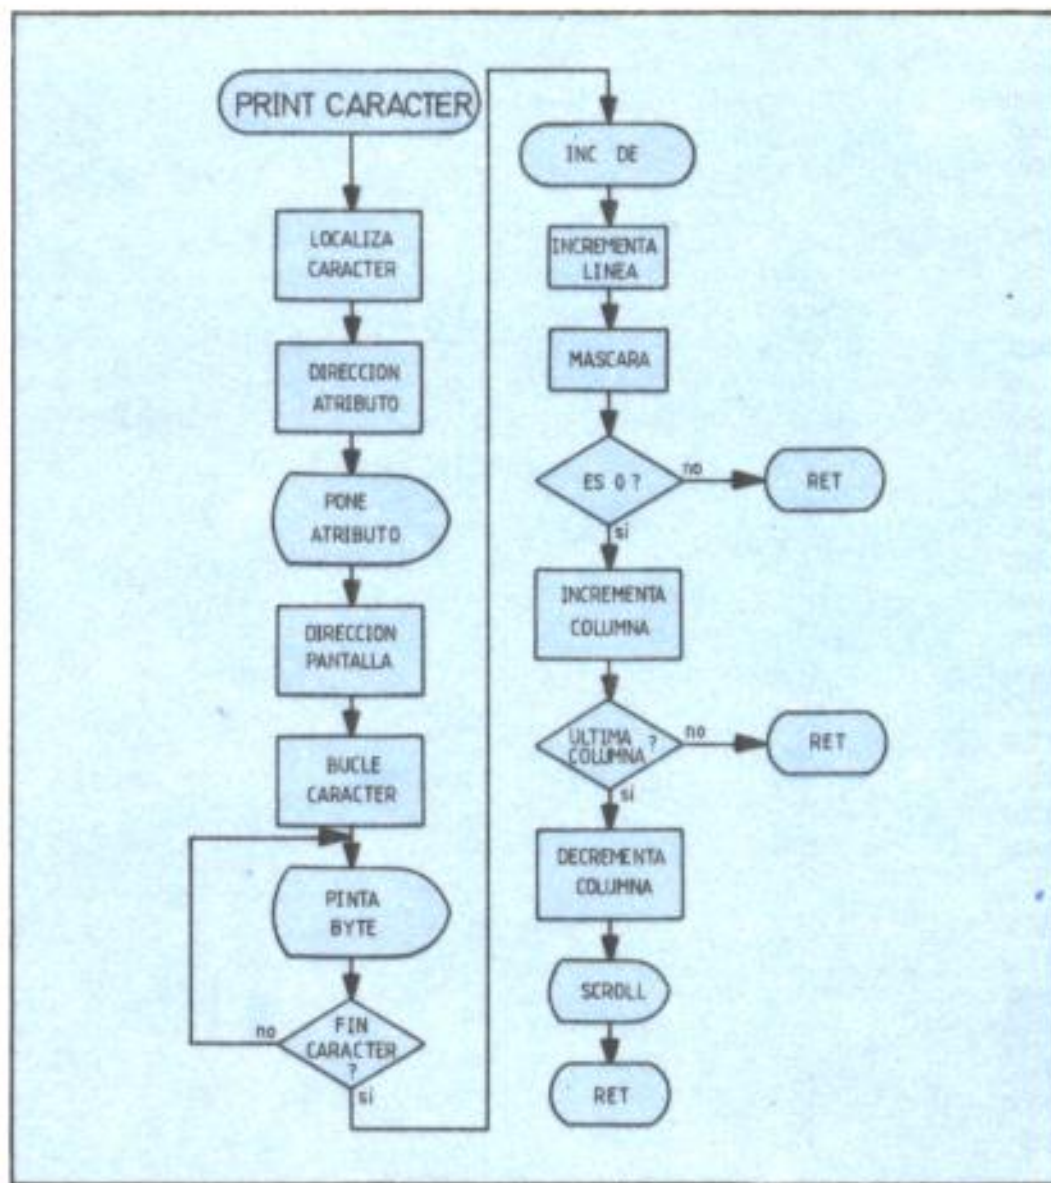 PRINT CARACTER
LOCALIZA
CARACTER
DIRECCION
ATRIBUTO
PONE
ATRIBUTO
DIRECCION
PANTALLA
BUCLE
CARACTER
PINTA
BYTE
FIN
CARACTER
?
no
si
INC DE
INCREMENTA
LINEA
MASCARA
ES 0 ?
no
RET
si
INCREMENTA
COLUMNA
ULTIMA
COLUMNA ?
no
RET
si
DECREMENTA
COLUMNA
SCROLL
RET